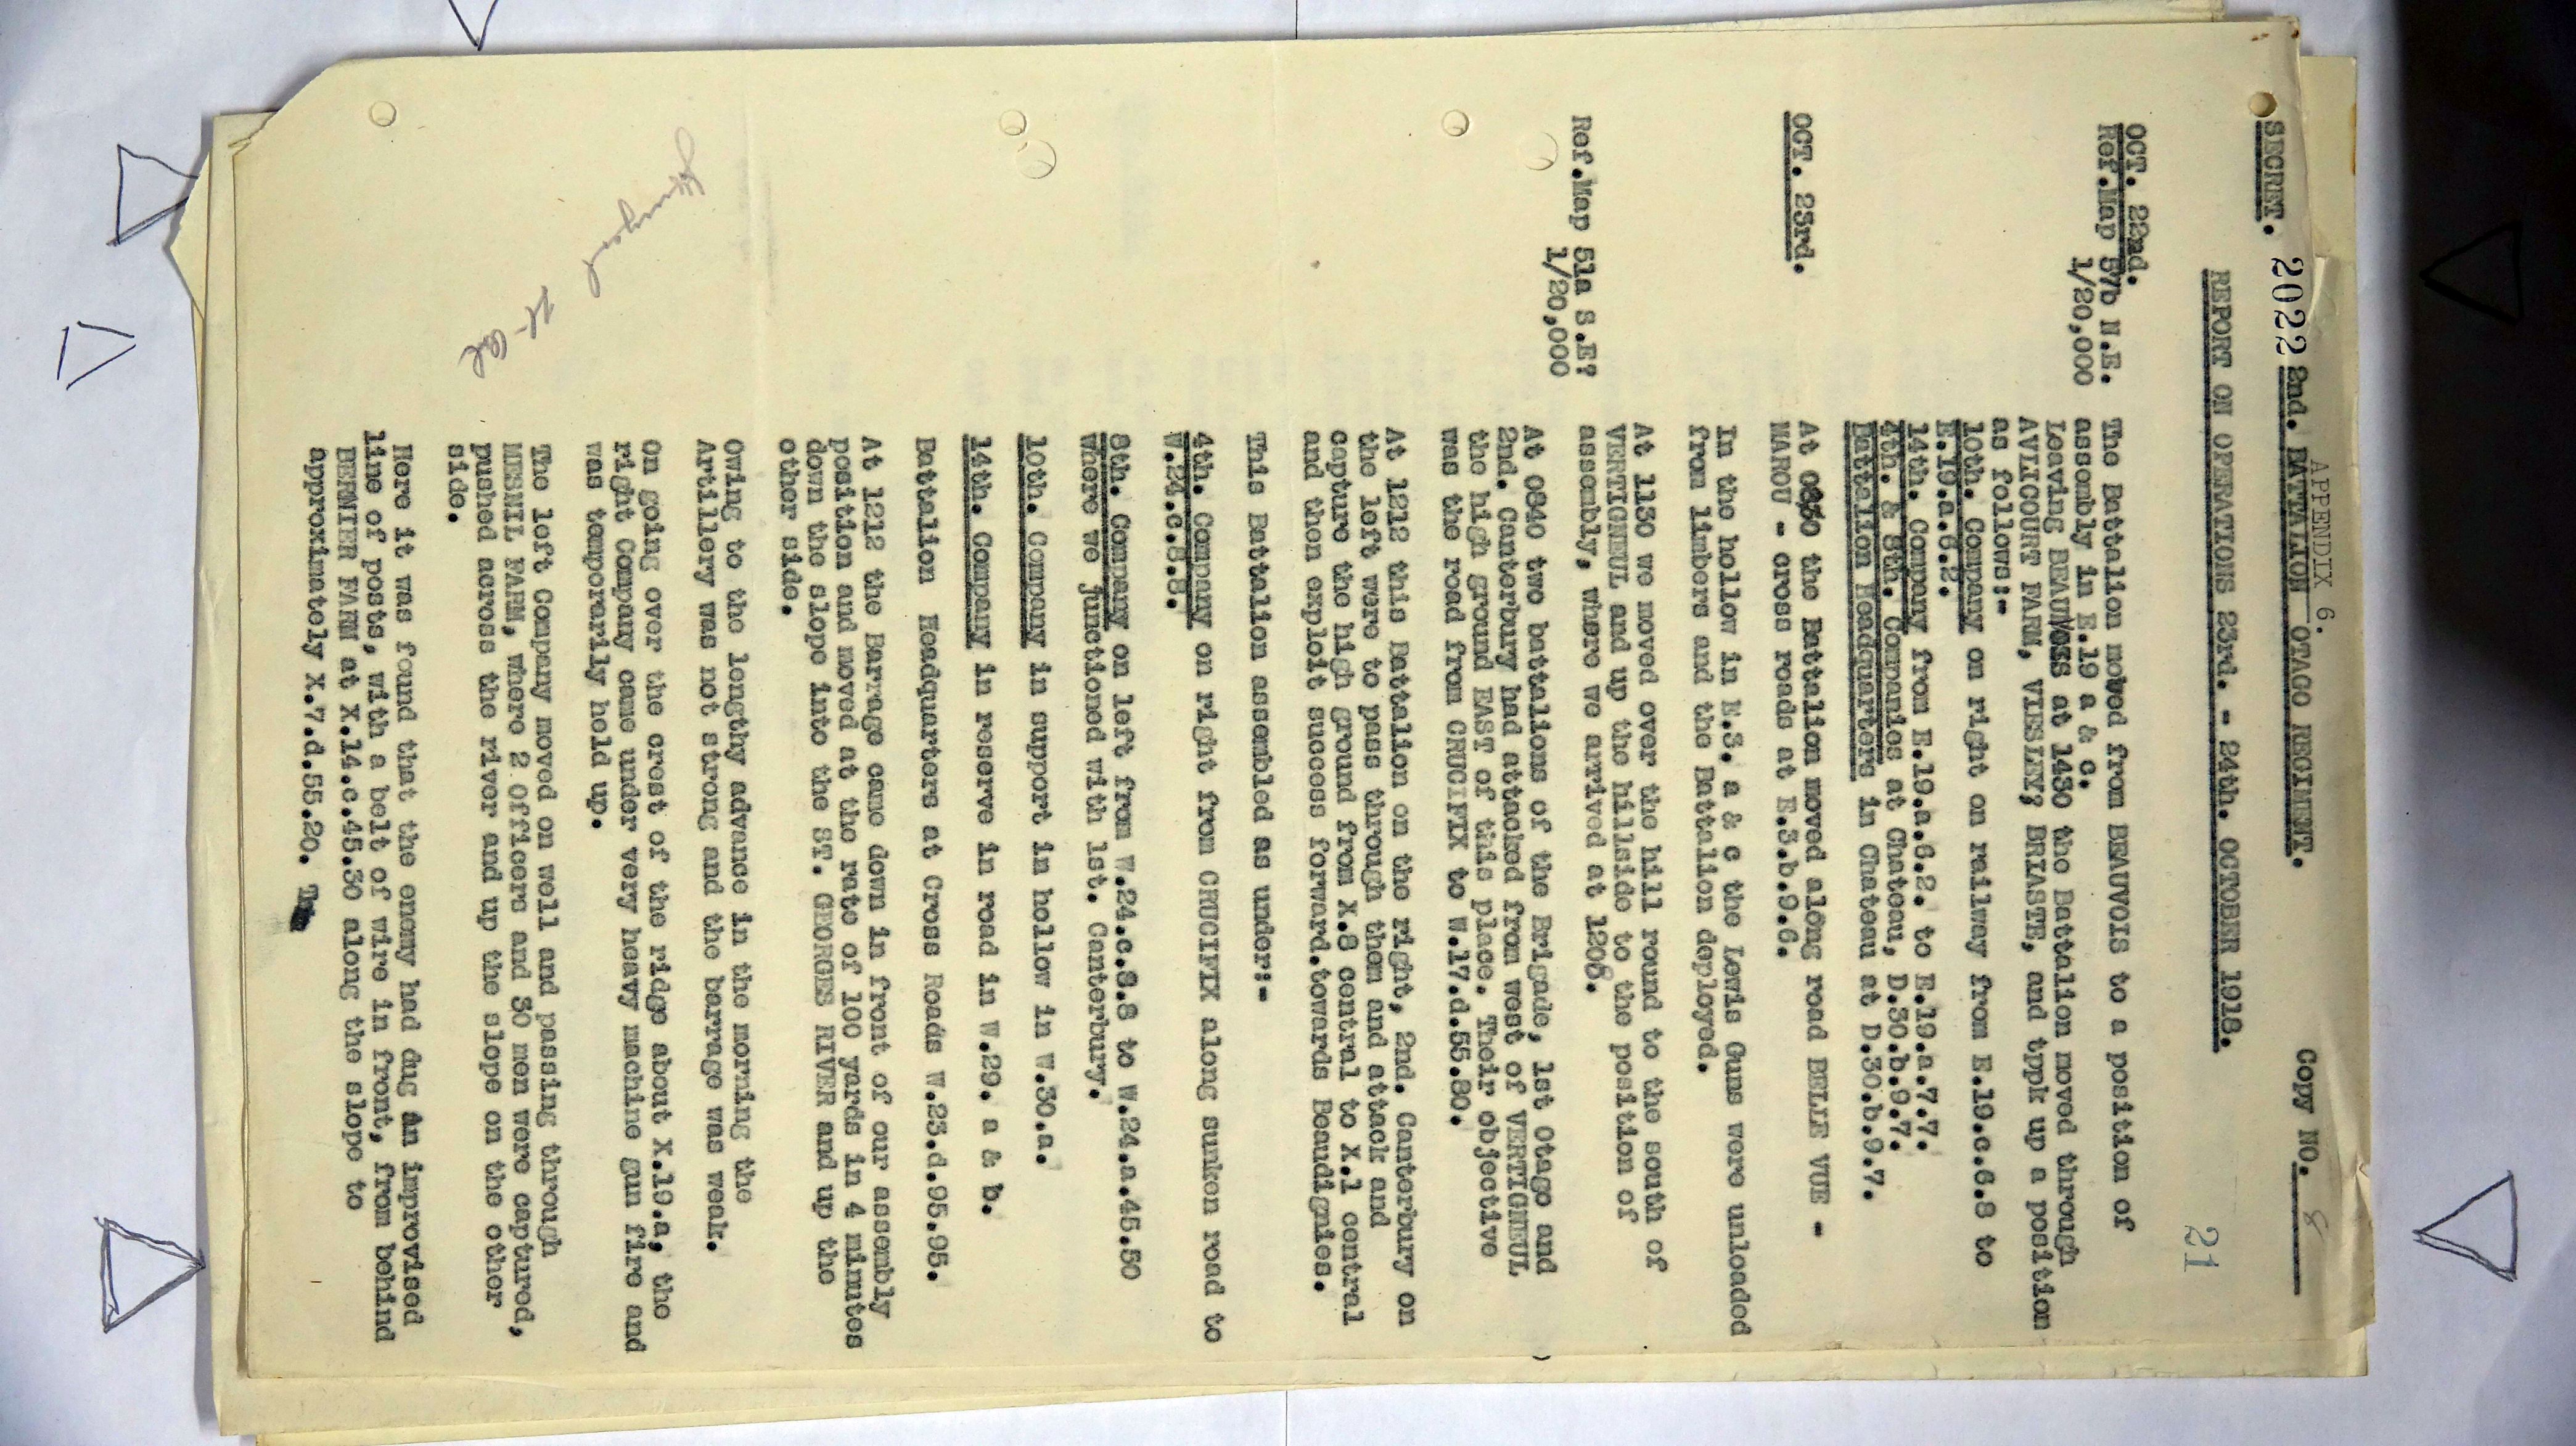 APPENDIX 6.
SECRET. 2022 2nd. BATTALION OTAGO REGIMENT. Copy NO. 8
REPORT ON OPERATIONS 23rd. - 24th. OCTOBER 1918.
21
OCT. 22nd.
Ref.Map 57b N.E.
1/20,000
The Battalion moved from BEAUVOIS to a position of
assembly in E.19 a & c.
Leaving BEAUVOIS at 1430 the Battalion moved through
AVLICOURT FARM, VIESLEY, BRIASTE, and tppk up a position
as follows:-
10th. Company on right on railway from E.19.c.6.8 to
E.19.a.6.2.
14th. Company from E.19.a.6.2. to E.19.a.7.7.
4th. & 8th. Companies at Chateau, D.30.b.9.7.
Battalion Headquarters in Chateau at D.30.b.9.7.
OCT. 23rd.
At 0830 the Battalion moved along road BELLE VUE -
MAROU - cross roads at E.3.b.9.6.
In the hollow in E.3. a & c the Lewis Guns were unloaded
from limbers and the Battalion deployed.
Ref.Map 51a S.E?
1/20,000
At 1130 we moved over the hill round to the south of
VERTIGNEUL and up the hillside to the position of
assembly, where we arrived at 1208.
At 0840 two battalions of the Brigade, 1st Otago and
2nd. Canterbury had attacked from west of VERTIGNEUL
the high ground EAST of this place. Their objective
was the road from CRUCIFIX to W.17.d.55.80.
At 1212 this Battalion on the right, 2nd. Canterbury on
the left were to pass through them and attack and
capture the high ground from X.8 central to X.1 central
and then exploit success forward.towards Beaudignies.
This Battalion assembled as under:-
4th. Company on right from CRUCIFIX along sunken road to
W.24.c.8.8.
8th. Company on left from W.24.c.8.8 to W.24.a.45.50
where we junctioned with 1st. Canterbury.
10th. Company in support in hollow in W.30.a.
14th. Company in reserve in road in W.29. a & b.
Battalion Headquarters at Cross Roads W.23.d.95.95.
At 1212 the Barrage came down in front of our assembly
position and moved at the rate of 100 yards in 4 minutes
down the slope into the ST. GEORGES RIVER and up the
other side.
Owing to the lengthy advance in the morning the
Artillery was not strong and the barrage was weak.
On going over the crest of the ridge about X.19.a, the
right Company came under very heavy machine gun fire and
was temporarily held up.
The left Company moved on well and passing through
MESNIL FARM, where 2 Officers and 30 men were captured,
pushed across the river and up the slope on the other
side.
Here it was found that the enemy had dug an improvised
line of posts, with a belt of wire in front, from behind
BERNIER FARM at X.14.c.45.30 along the slope to
approximately X.7.d.55.20.